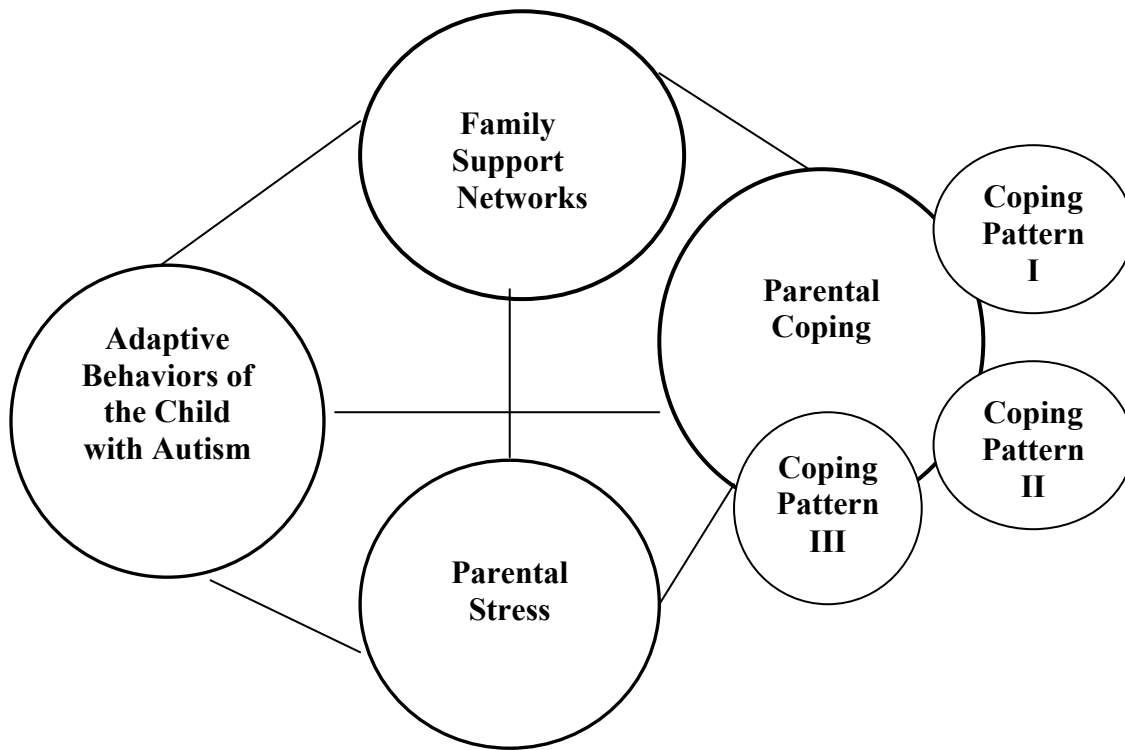 Family
Support
Networks
Coping
Pattern
I
Parental
Coping
Adaptive
Behaviors of
the Child
with Autism
Coping
Pattern
II
Coping
Pattern
III
Parental
Stress